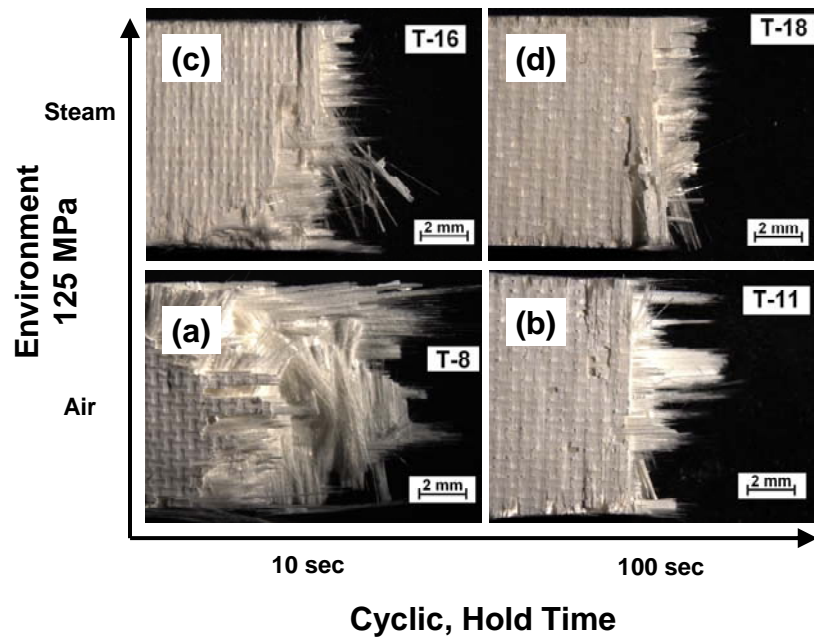 (c)
T-16
(d)
T-18
Steam
2 mm
2 mm
Environment
125 MPa
(a)
T-8
(b)
T-11
Air
2 mm
2 mm
10 sec
100 sec
Cyclic, Hold Time